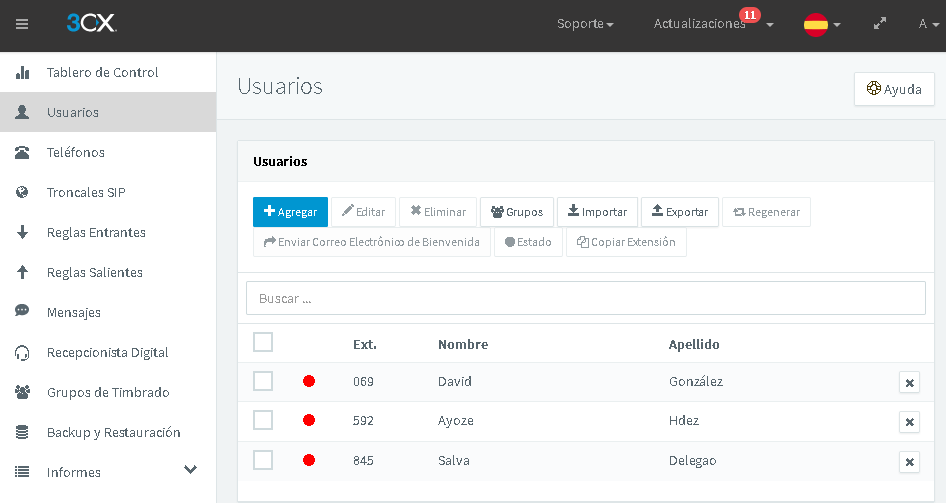 3CX
Soporte
Actualizaciones 11
A
Tablero de Control
Usuarios
Teléfonos
Troncales SIP
Reglas Entrantes
Reglas Salientes
Mensajes
Recepcionista Digital
Grupos de Timbrado
Backup y Restauración
Informes
Usuarios
Ayuda
Usuarios
Agregar Editar Eliminar Grupos Importar Exportar Regenerar
Enviar Correo Electrónico de Bienvenida Estado Copiar Extensión
Buscar ...
Ext. Nombre Apellido
069 David González
592 Ayoze Hdez
845 Salva Delegao